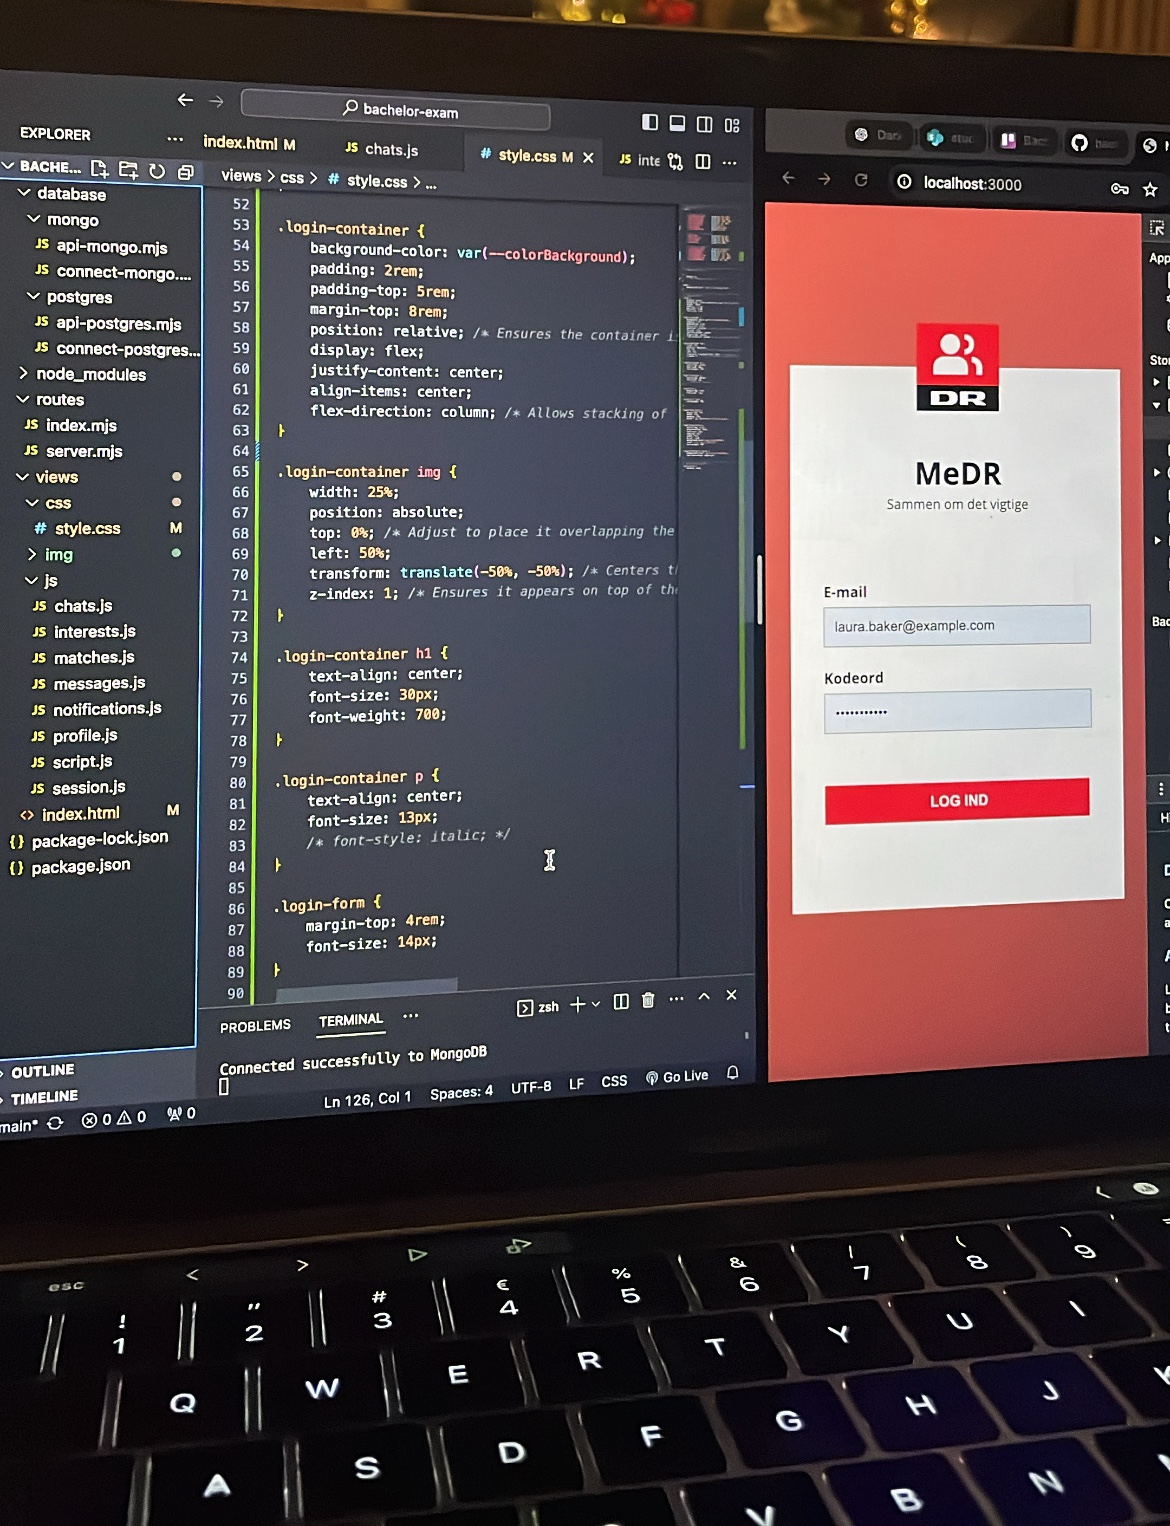 bachelor-exam
EXPLORER
index.html M
chats.js
# style.css M
JS inte
BACHE...
views > css > # style.css > ...
database
mongo
JS api-mongo.mjs
JS connect-mongo....
postgres
JS api-postgres.mjs
JS connect-postgres...
node_modules
routes
JS index.mjs
JS server.mjs
views
css
# style.css M
img
js
JS chats.js
JS interests.js
JS matches.js
JS messages.js
JS notifications.js
JS profile.js
JS script.js
JS session.js
<> index.html M
{} package-lock.json
{} package.json
OUTLINE
TIMELINE
52
53 .login-container {
54 background-color: var(--colorBackground);
55 padding: 2rem;
56 padding-top: 5rem;
57 margin-top: 8rem;
58 position: relative; /* Ensures the container i
59 display: flex;
60 justify-content: center;
61 align-items: center;
62 flex-direction: column; /* Allows stacking of
63 }
64
65 .login-container img {
66 width: 25%;
67 position: absolute;
68 top: 0%; /* Adjust to place it overlapping the
69 left: 50%;
70 transform: translate(-50%, -50%); /* Centers t
71 z-index: 1; /* Ensures it appears on top of the
72 }
73
74 .login-container h1 {
75 text-align: center;
76 font-size: 30px;
77 font-weight: 700;
78 }
79
80 .login-container p {
81 text-align: center;
82 font-size: 13px;
83 /* font-style: italic; */
84 }
85
86 .login-form {
87 margin-top: 4rem;
88 font-size: 14px;
89 }
90
PROBLEMS TERMINAL ...
zsh
Connected successfully to MongoDB
main* 0 0 0
Ln 126, Col 1 Spaces: 4 UTF-8 LF CSS Go Live
localhost:3000
DR
MeDR
Sammen om det vigtige
E-mail
laura.baker@example.com
Kodeord
LOG IND
App
Sto
Bac
esc
! 1 " 2 # 3 € 4 % 5 & 6 7 ( 8 ) 9
Q W E R T Y U I
A S D F G H J K
V B N